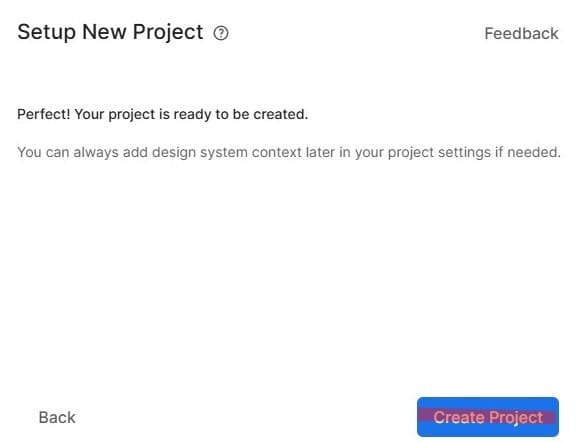 Setup New Project
Feedback
Perfect! Your project is ready to be created.
You can always add design system context later in your project settings if needed.
Back
Create Project